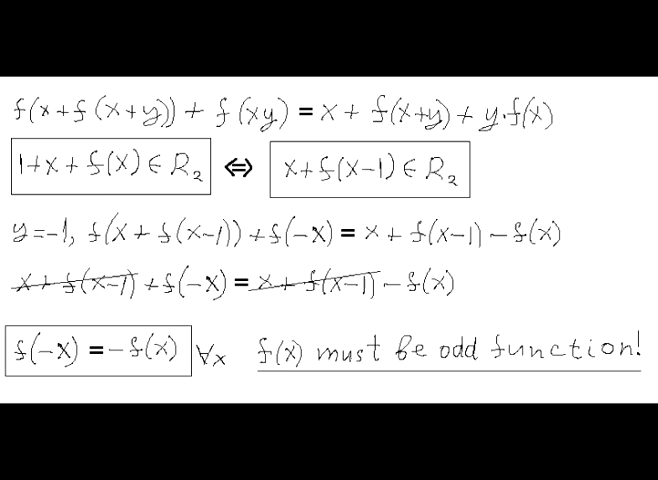 f(x+f(x+y)) + f(xy) = x + f(x+y) + y·f(x)
1+x+f(x) ∈ R₂ ⇔ x+f(x-1) ∈ R₂
y=-1, f(x+f(x-1)) + f(-x) = x + f(x-1) - f(x)
x+f(x-1) + f(-x) = x + f(x-1) - f(x)
f(-x) = -f(x) ∀x f(x) must be odd function!